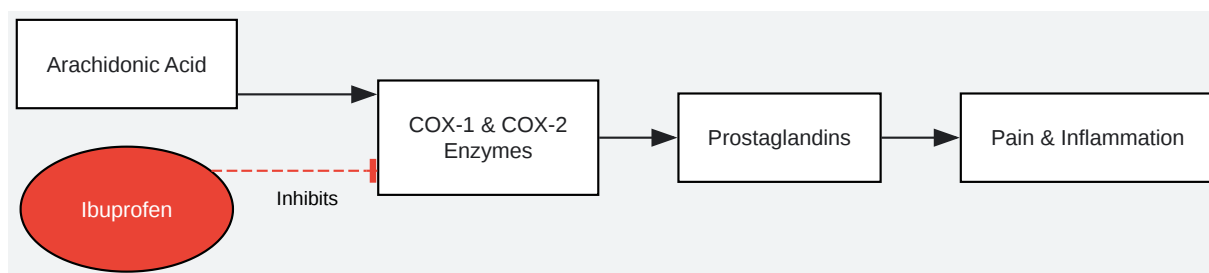 Arachidonic Acid
COX-1 & COX-2
Enzymes
Prostaglandins
Pain & Inflammation
Ibuprofen
Inhibits